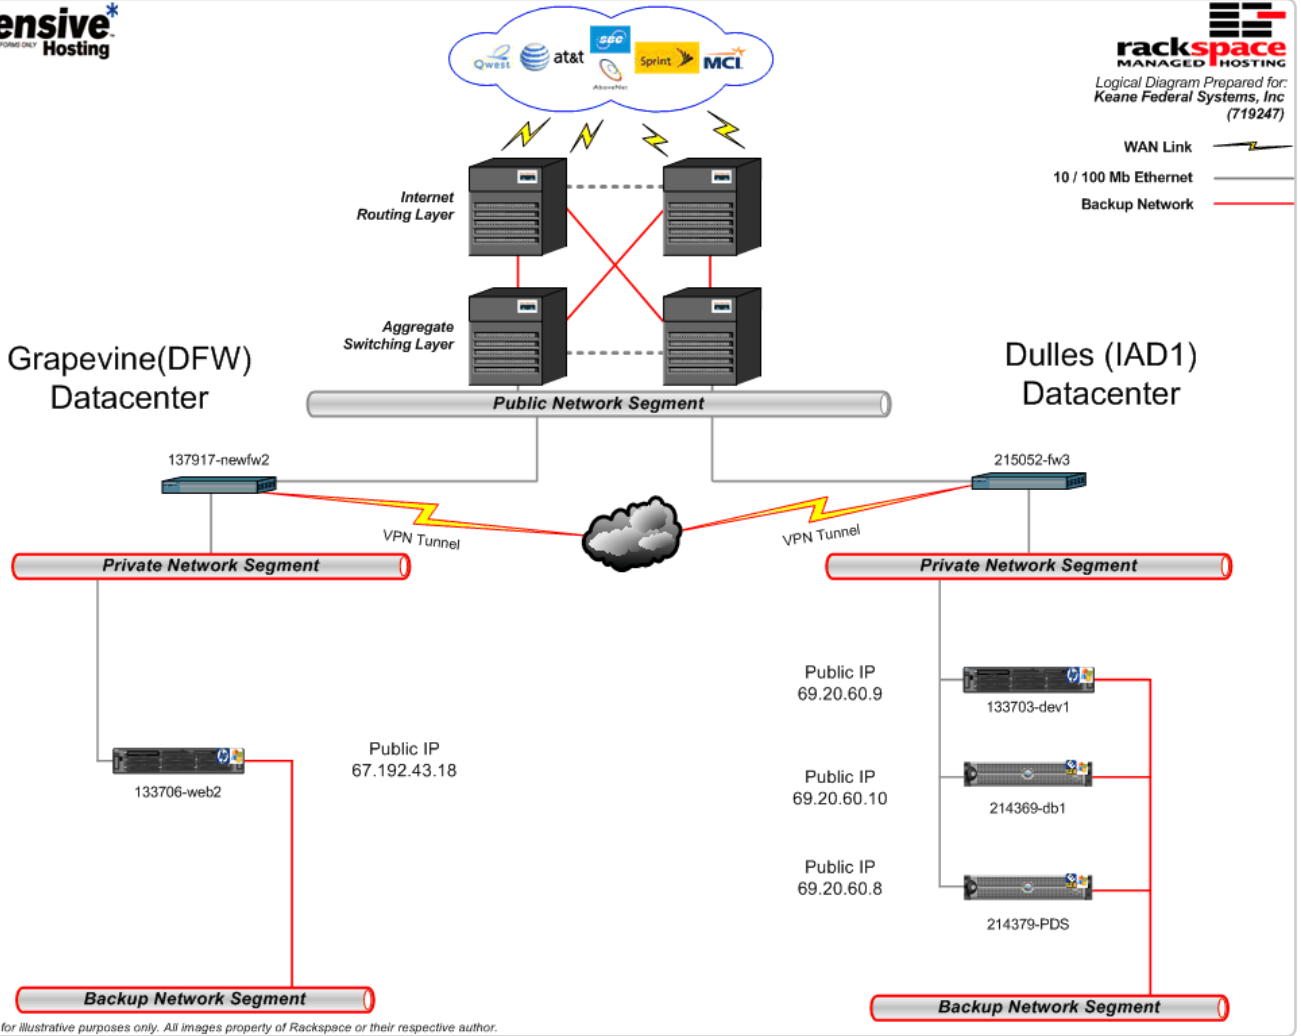 ensive*
FORMS ONLY
Hosting
Qwest
at&t
SBC
AboveNet
Sprint
MCI
rackspace
MANAGED HOSTING
Logical Diagram Prepared for:
Keane Federal Systems, Inc
(719247)
WAN Link
10 / 100 Mb Ethernet
Backup Network
Internet
Routing Layer
Aggregate
Switching Layer
Grapevine(DFW)
Datacenter
Dulles (IAD1)
Datacenter
Public Network Segment
137917-newfw2
215052-fw3
VPN Tunnel
VPN Tunnel
Private Network Segment
Private Network Segment
Public IP
69.20.60.9
133703-dev1
Public IP
67.192.43.18
133706-web2
Public IP
69.20.60.10
214369-db1
Public IP
69.20.60.8
214379-PDS
Backup Network Segment
Backup Network Segment
for illustrative purposes only. All images property of Rackspace or their respective author.